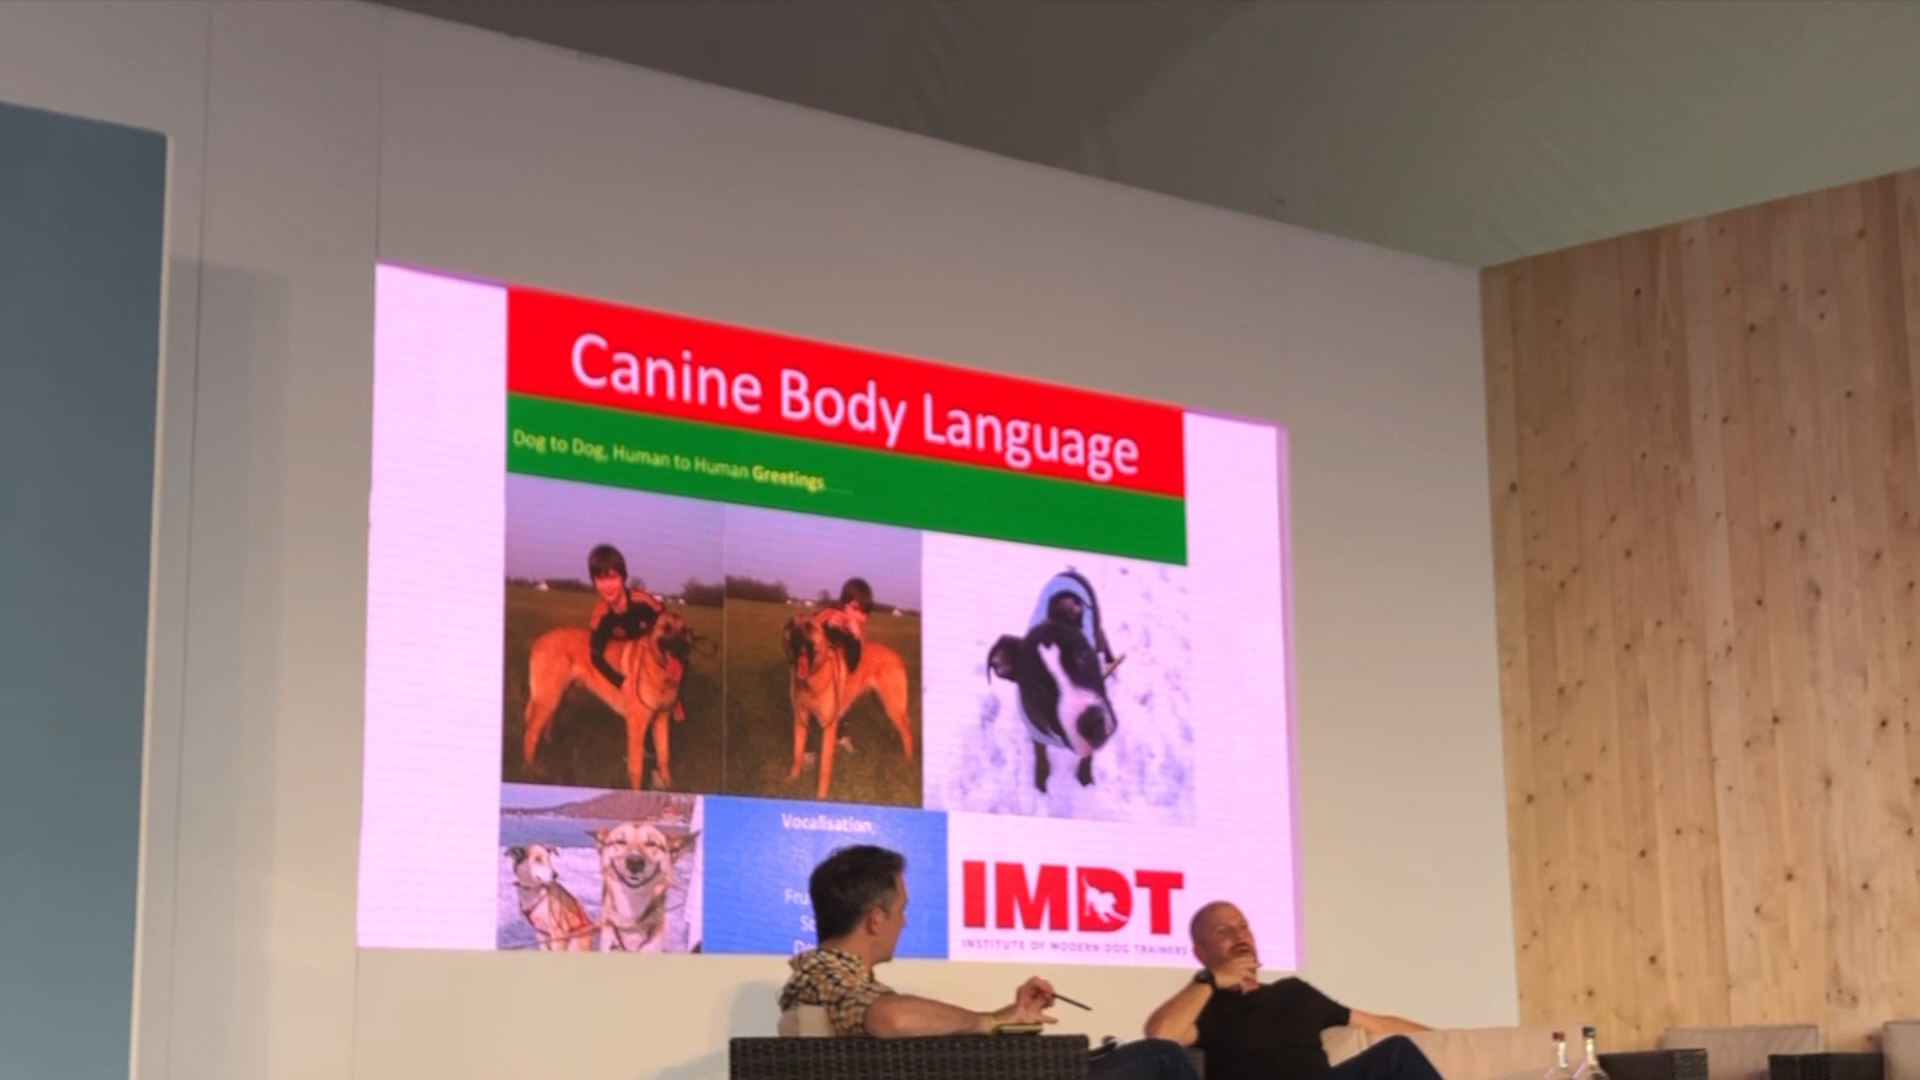 Canine Body Language
Dog to Dog, Human to Human Greetings......
Vocalisation
IMDT
INSTITUTE OF MODERN DOG TRAINERS